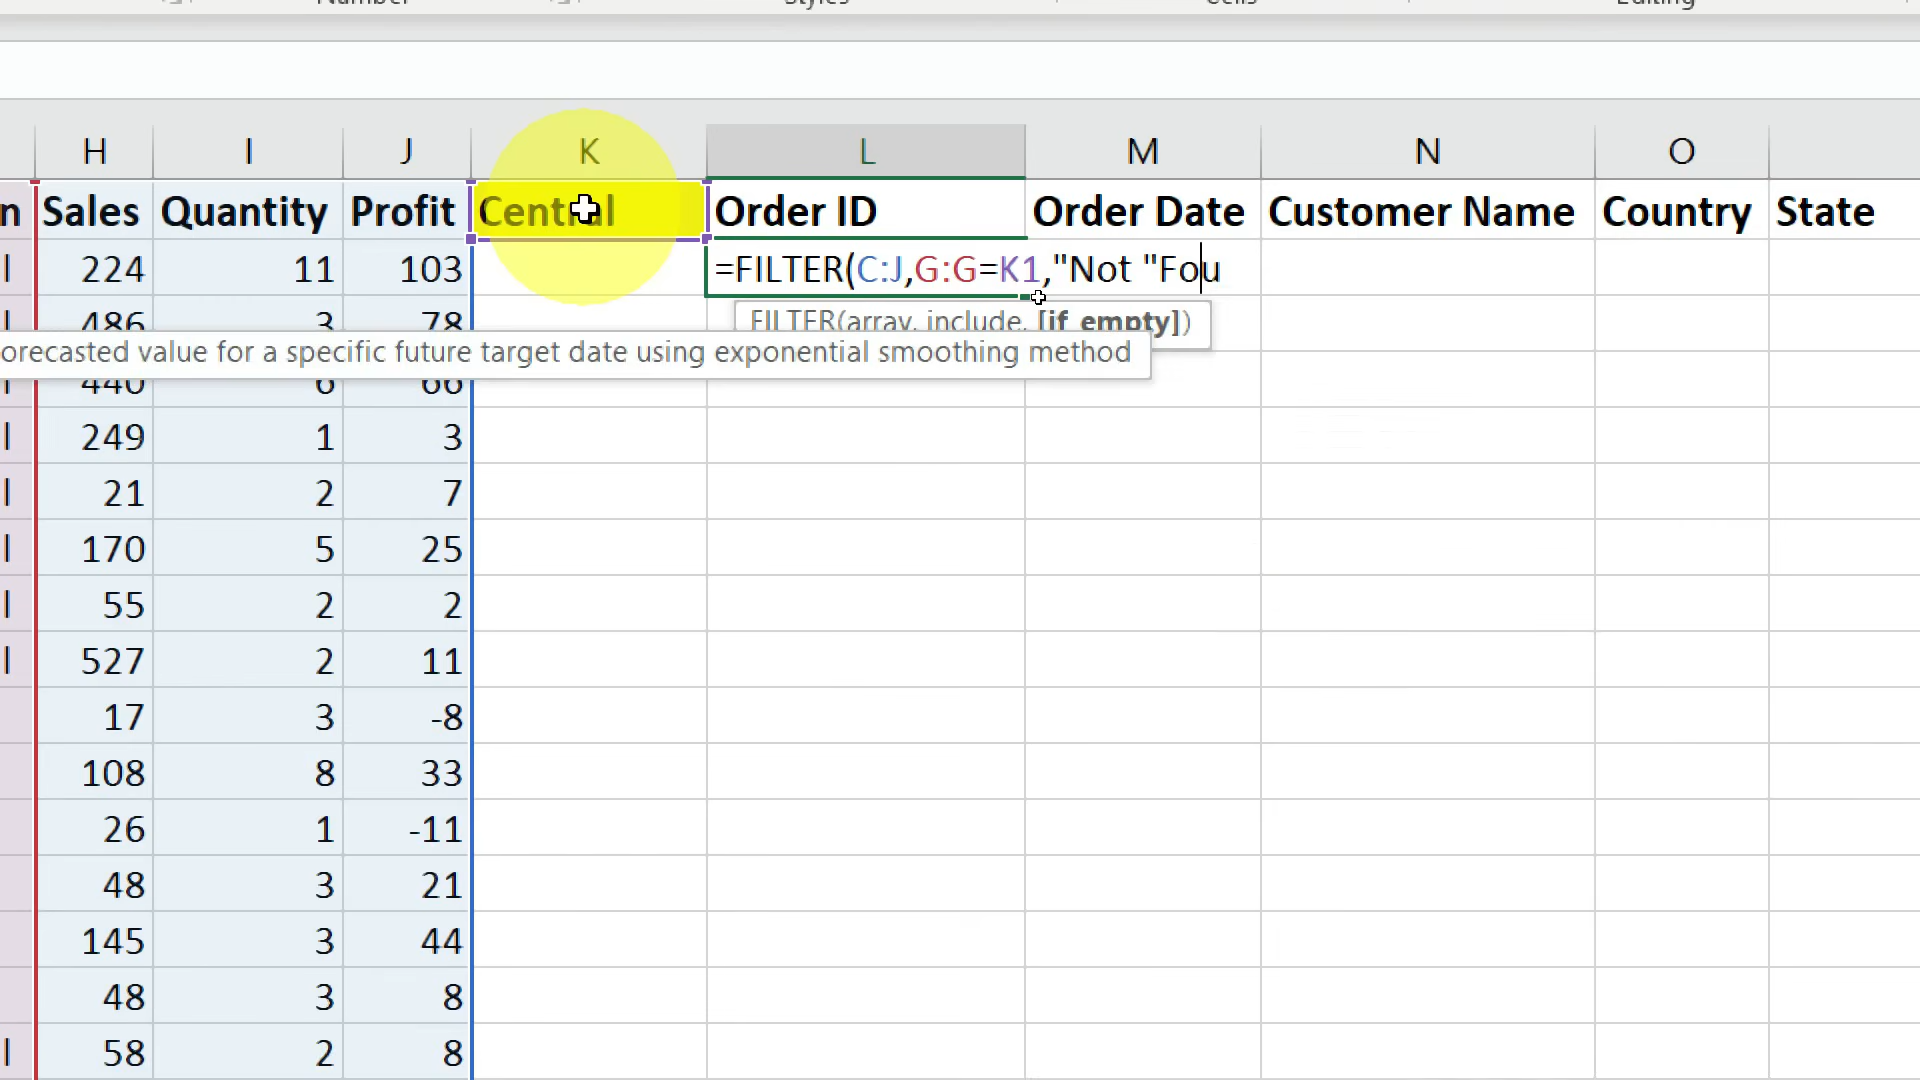 Number Styles Cells Editing
H I J K L M N O
n Sales Quantity Profit Central Order ID Order Date Customer Name Country State
l 224 11 103 =FILTER(C:J,G:G=K1,"Not "Fou
l 486 3 78 FILTER(array, include, [if_empty])
orecasted value for a specific future target date using exponential smoothing method
l 440 6 66
l 249 1 3
l 21 2 7
l 170 5 25
l 55 2 2
l 527 2 11
17 3 -8
108 8 33
26 1 -11
48 3 21
145 3 44
48 3 8
l 58 2 8